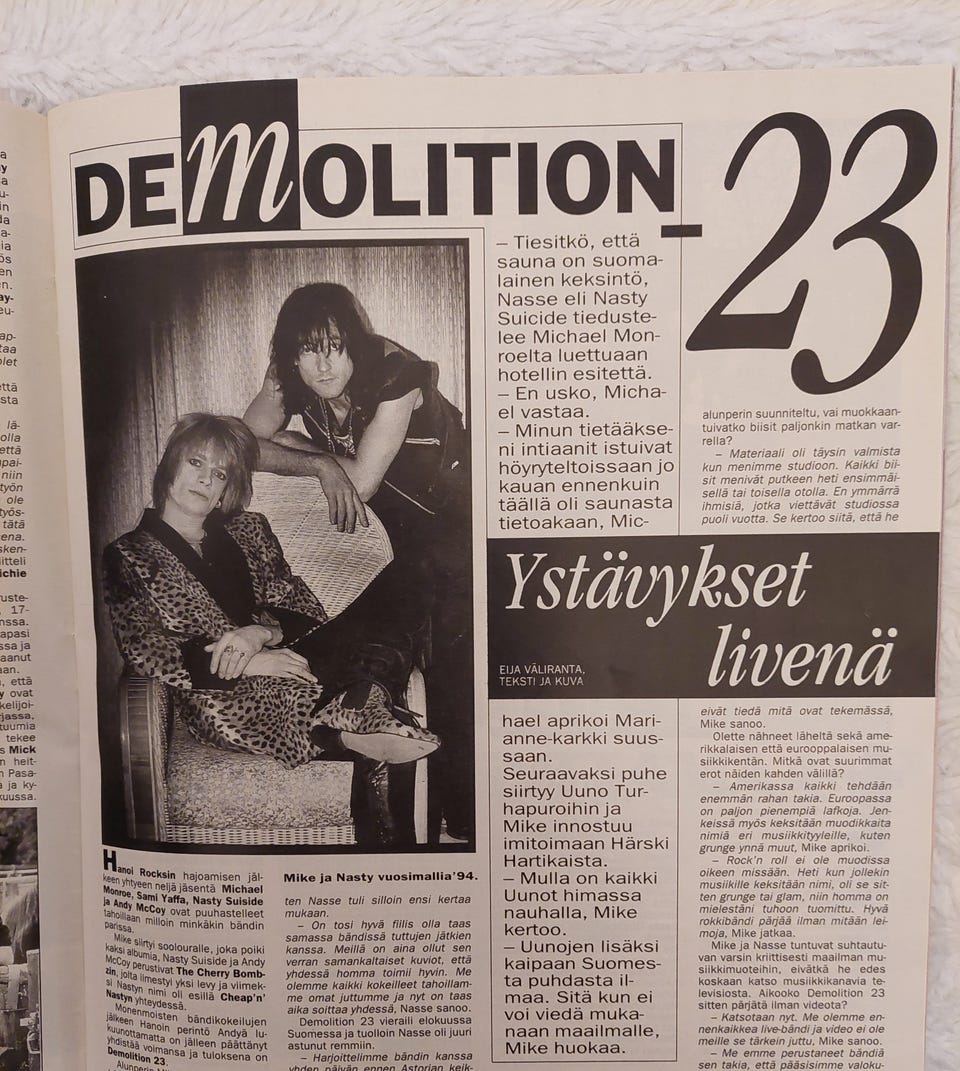 DEMOLITION
-23
– Tiesitkö, että
sauna on suoma-
lainen keksintö,
Nasse eli Nasty
Suicide tieduste-
lee Michael Mon-
roelta luettuaan
hotellin esitettä.
– En usko, Micha-
el vastaa.
– Minun tietääkse-
ni intiaanit istuivat
höyryteltoissaan jo
kauan ennenkuin
täällä oli saunasta
tietoakaan, Mic-
Ystävykset
livenä
EIJA VÄLIRANTA,
TEKSTI JA KUVA
hael aprikoi Mari-
anne-karkki suus-
saan.
Seuraavaksi puhe
siirtyy Uuno Tur-
hapuroihin ja
Mike innostuu
imitoimaan Härski
Hartikaista.
– Mulla on kaikki
Uunot himassa
nauhalla, Mike
kertoo.
– Uunojen lisäksi
kaipaan Suomes-
ta puhdasta il-
maa. Sitä kun ei
voi viedä muka-
naan maailmalle,
Mike huokaa.
Mike ja Nasty vuosimallia'94.
Hanoi Rocksin hajoamisen jäl-
keen yhtyeen neljä jäsentä Michael
Monroe, Sami Yaffa, Nasty Suiside
ja Andy McCoy ovat puuhastelleet
tahoillaan milloin minkäkin bändin
parissa.
Mike siirtyi soolouralle, joka poiki
kaksi albumia, Nasty Suiside ja Andy
McCoy perustivat The Cherry Bomb-
zin, jolta ilmestyi yksi levy ja viimek-
si Nastyn nimi oli esillä Cheap'n'
Nastyn yhteydessä.
Monenmoisten bändikokeilujen
jälkeen Hanoin perintö Andyä lu-
kuunottamatta on jälleen päättänyt
yhdistää voimansa ja tuloksena on
Demolition 23.
ten Nasse tuli silloin ensi kertaa
mukaan.
– On tosi hyvä fiilis olla taas
samassa bändissä tuttujen jätkien
kanssa. Meillä on aina ollut sen
verran samankaltaiset kuviot, että
yhdessä homma toimii hyvin. Me
olemme kaikki kokeilleet tahoillam-
me omat juttumme ja nyt on taas
aika soittaa yhdessä, Nasse sanoo.
Demolition 23 vieraili elokuussa
Suomessa ja tuolloin Nasse oli juuri
astunut remmiin.
– Harjoittelimme bändin kanssa
yhden päivän ennen Astorian keik-
alunperin suunniteltu, vai muokkaan-
tuivatko biisit paljonkin matkan var-
rella?
– Materiaali oli täysin valmista
kun menimme studioon. Kaikki bii-
sit menivät putkeen heti ensimmäi-
sellä tai toisella otolla. En ymmärrä
ihmisiä, jotka viettävät studiossa
puoli vuotta. Se kertoo siitä, että he
eivät tiedä mitä ovat tekemässä,
Mike sanoo.
Olette nähneet läheltä sekä ame-
rikkalaisen että eurooppalaisen mu-
siikkikentän. Mitkä ovat suurimmat
erot näiden kahden välillä?
– Amerikassa kaikki tehdään
enemmän rahan takia. Euroopassa
on paljon pienempiä lafkoja. Jen-
keissä myös keksitään muodikkaita
nimiä eri musiikkityyleille, kuten
grunge ynnä muut, Mike aprikoi.
– Rock'n roll ei ole muodissa
oikeen missään. Heti kun jollekin
musiikille keksitään nimi, oli se sit-
ten grunge tai glam, niin homma on
mielestäni tuhoon tuomittu. Hyvä
rokkibändi pärjää ilman mitään lei-
moja, Mike jatkaa.
Mike ja Nasse tuntuvat suhtautu-
van varsin kriittisesti maailman mu-
siikkimuoteihin, eivätkä he edes
koskaan katso musiikkikanavia te-
levisiosta. Aikooko Demolition 23
sitten pärjätä ilman videota?
– Katsotaan nyt. Me olemme en-
nenkaikkea live-bändi ja video ei ole
meille se tärkein juttu, Mike sanoo.
– Me emme perustaneet bändiä
sen takia, että pääsisimme valoku-